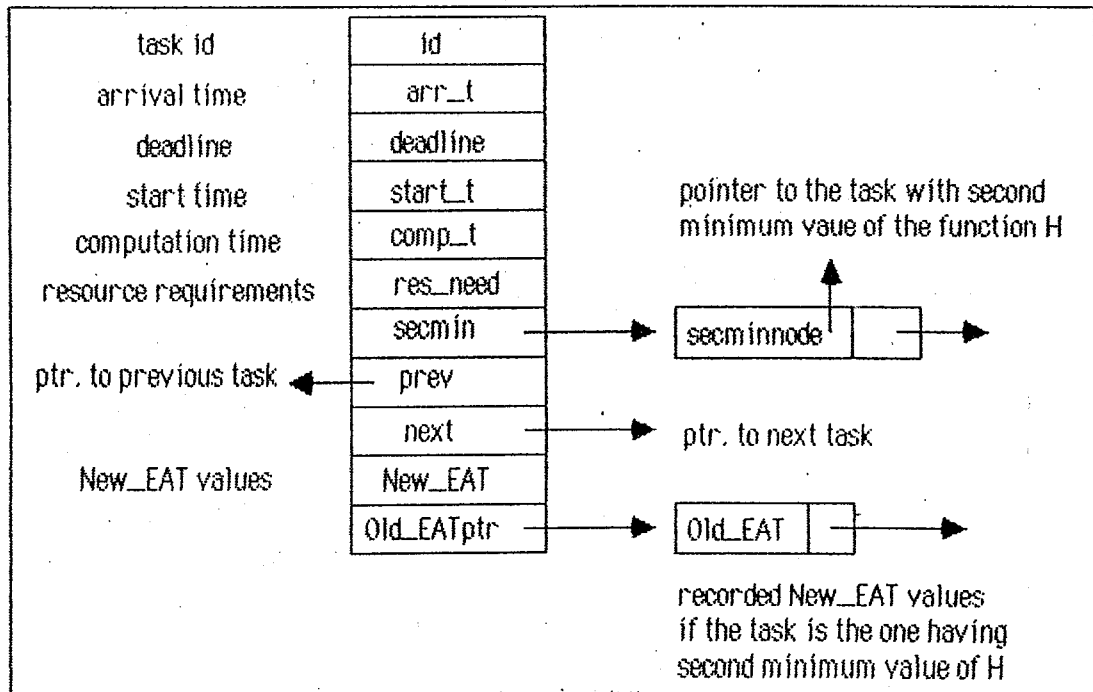 task id id
arrival time arr_t
deadline deadline
start time start_t
computation time comp_t
resource requirements res_need
pointer to the task with second
minimum vaue of the function H
secmin secminnode
ptr. to previous task prev
next ptr. to next task
New_EAT values New_EAT
Old_EATptr Old_EAT
recorded New_EAT values
if the task is the one having
second minimum value of H